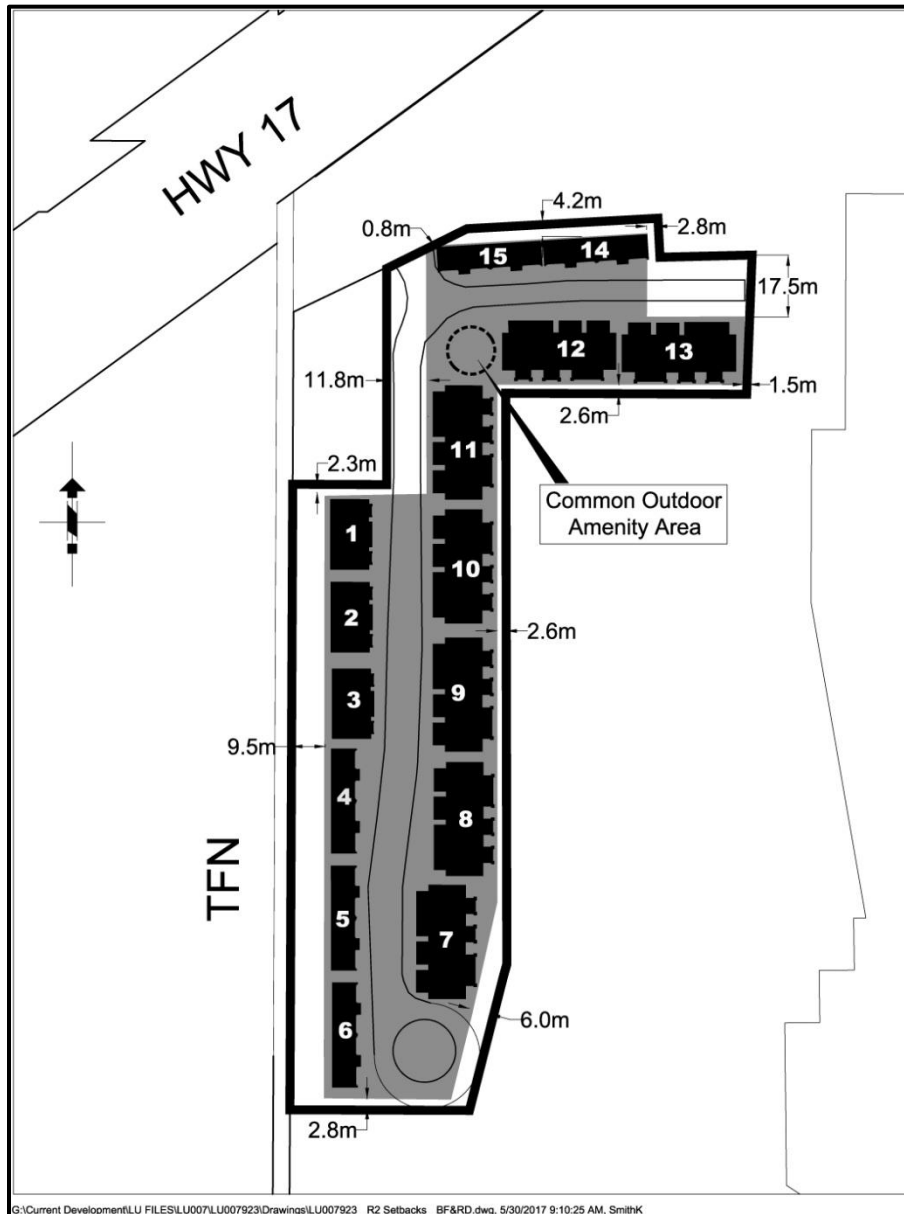 HWY 17
4.2m
0.8m
2.8m
15
14
17.5m
12
13
11.8m
1.5m
2.6m
11
2.3m
Common Outdoor
Amenity Area
1
10
2
2.6m
3
9
9.5m
4
8
TFN
5
7
6
6.0m
2.8m
G:\Current Development\LU FILES\LU007\LU007923\Drawings\LU007923 R2 Setbacks BF&RD.dwg, 5/30/2017 9:10:25 AM, SmithK